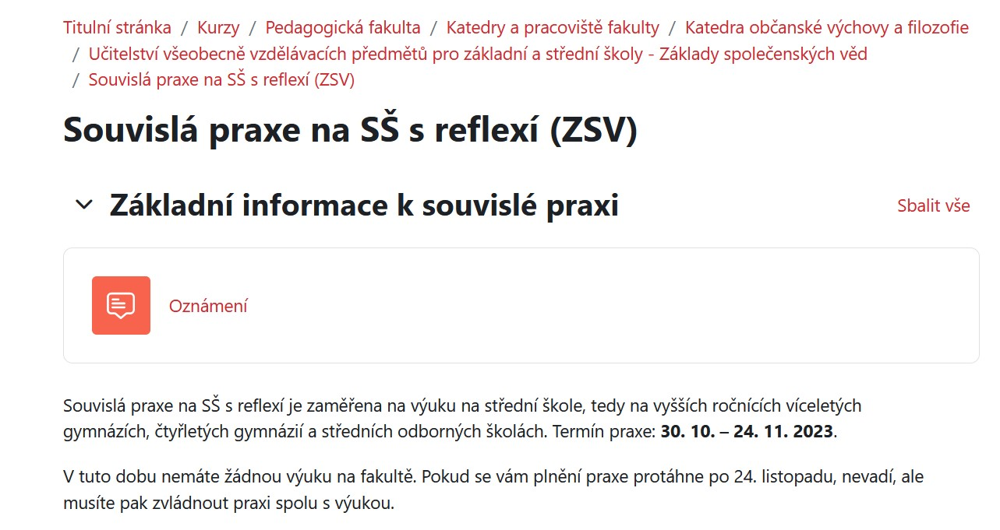 Titulní stránka / Kurzy / Pedagogická fakulta / Katedry a pracoviště fakulty / Katedra občanské výchovy a filozofie
/ Učitelství všeobecně vzdělávacích předmětů pro základní a střední školy - Základy společenských věd
/ Souvislá praxe na SŠ s reflexí (ZSV)
Souvislá praxe na SŠ s reflexí (ZSV)
Základní informace k souvislé praxi
Sbalit vše
Oznámení
Souvislá praxe na SŠ s reflexí je zaměřena na výuku na střední škole, tedy na vyšších ročnících víceletých
gymnázích, čtyřletých gymnázií a středních odborných školách. Termín praxe: 30. 10. – 24. 11. 2023.
V tuto dobu nemáte žádnou výuku na fakultě. Pokud se vám plnění praxe protáhne po 24. listopadu, nevadí, ale
musíte pak zvládnout praxi spolu s výukou.